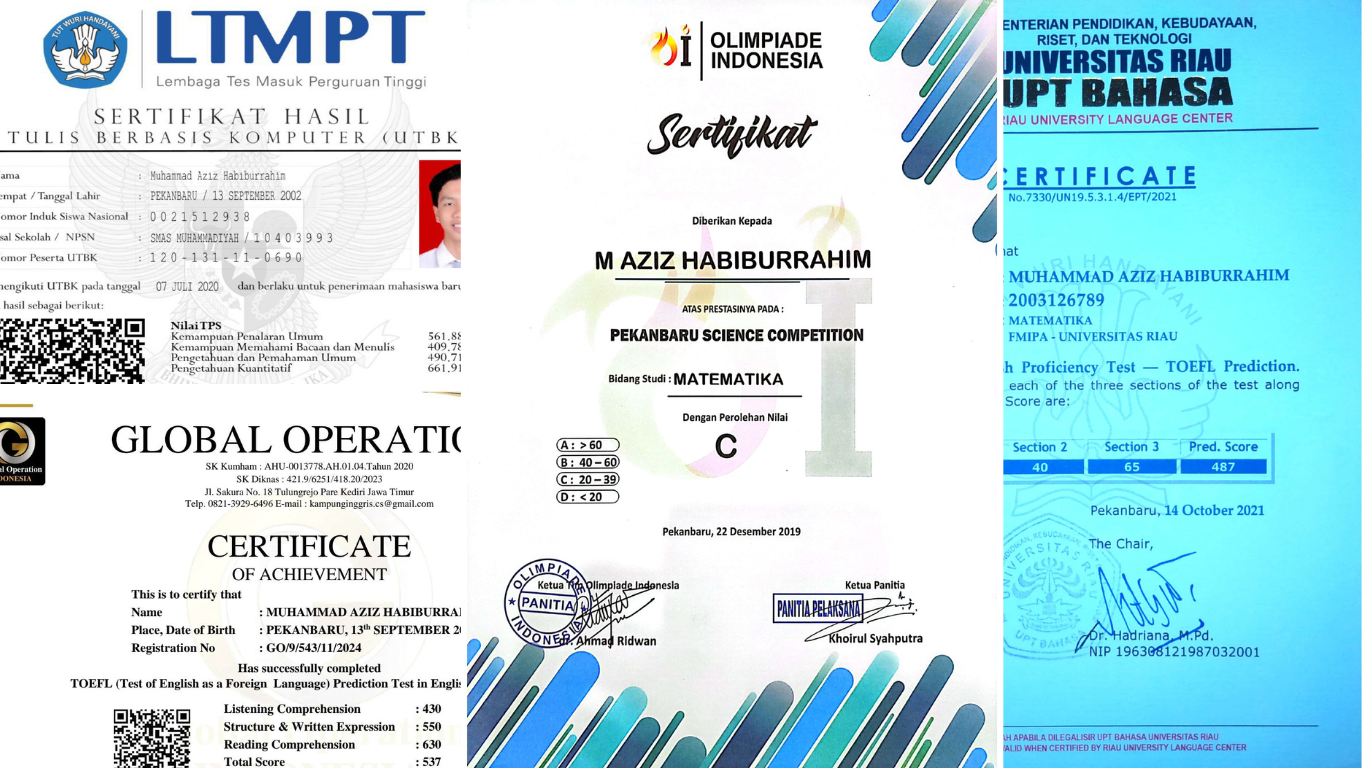 LTMPT
Lembaga Tes Masuk Perguruan Tinggi
SERTIFIKAT HASIL
TULIS BERBASIS KOMPUTER (UTBK
ama : Muhammad Aziz Habiburrahim
empat / Tanggal Lahir : PEKANBARU / 13 SEPTEMBER 2002
omor Induk Siswa Nasional : 0021512938
sal Sekolah / NPSN : SMAS MUHAMMADIYAH / 10403993
omor Peserta UTBK : 120-131-11-0690
mengikuti UTBK pada tanggal 07 JULI 2020 dan berlaku untuk penerimaan mahasiswa baru
hasil sebagai berikut:
Nilai TPS
Kemampuan Penalaran Umum 561,88
Kemampuan Memahami Bacaan dan Menulis 409,78
Pengetahuan dan Pemahaman Umum 490,71
Pengetahuan Kuantitatif 661,91
al Operation
ONESIA
GLOBAL OPERATIO
SK Kumham : AHU-0013778.AH.01.04.Tahun 2020
SK Diknas : 421.9/6251/418.20/2023
Jl. Sakura No. 18 Tulungrejo Pare Kediri Jawa Timur
Telp. 0821-3929-6496 E-mail : kampunginggris.cs@gmail.com
CERTIFICATE
OF ACHIEVEMENT
This is to certify that
Name : MUHAMMAD AZIZ HABIBURRAI
Place, Date of Birth : PEKANBARU, 13th SEPTEMBER 20
Registration No : GO/9/543/11/2024
Has successfully completed
TOEFL (Test of English as a Foreign Language) Prediction Test in Englis
Listening Comprehension : 430
Structure & Written Expression : 550
Reading Comprehension : 630
Total Score : 537
OI OLIMPIADE
INDONESIA
Sertifikat
Diberikan Kepada
M AZIZ HABIBURRAHIM
ATAS PRESTASINYA PADA :
PEKANBARU SCIENCE COMPETITION
Bidang Studi : MATEMATIKA
Dengan Perolehan Nilai
C
A : > 60
B : 40 – 60
C : 20 – 39
D : < 20
Pekanbaru, 22 Desember 2019
Ketua Tim Olimpiade Indonesia
OLIMPIADE
PANITIA
INDONESIA
Ahmad Ridwan
Ketua Panitia
PANITIA PELAKSANA
Khoirul Syahputra
ENTERIAN PENDIDIKAN, KEBUDAYAAN,
RISET, DAN TEKNOLOGI
UNIVERSITAS RIAU
UPT BAHASA
RIAU UNIVERSITY LANGUAGE CENTER
CERTIFICATE
No.7330/UN19.5.3.1.4/EPT/2021
hat
: MUHAMMAD AZIZ HABIBURRAHIM
: 2003126789
: MATEMATIKA
: FMIPA - UNIVERSITAS RIAU
h Proficiency Test — TOEFL Prediction.
each of the three sections of the test along
Score are:
Section 2 Section 3 Pred. Score
40 65 487
Pekanbaru, 14 October 2021
The Chair,
Dr. Hadriana, M.Pd.
NIP 196308121987032001
AH APABILA DILEGALISIR UPT BAHASA UNIVERSITAS RIAU
VALID WHEN CERTIFIED BY RIAU UNIVERSITY LANGUAGE CENTER